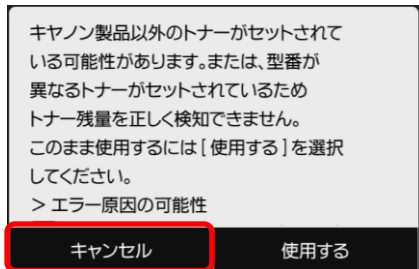 キヤノン製品以外のトナーがセットされて
いる可能性があります。または、型番が
異なるトナーがセットされているため
トナー残量を正しく検知できません。
このまま使用するには[使用する]を選択
してください。
> エラー原因の可能性
キャンセル
使用する